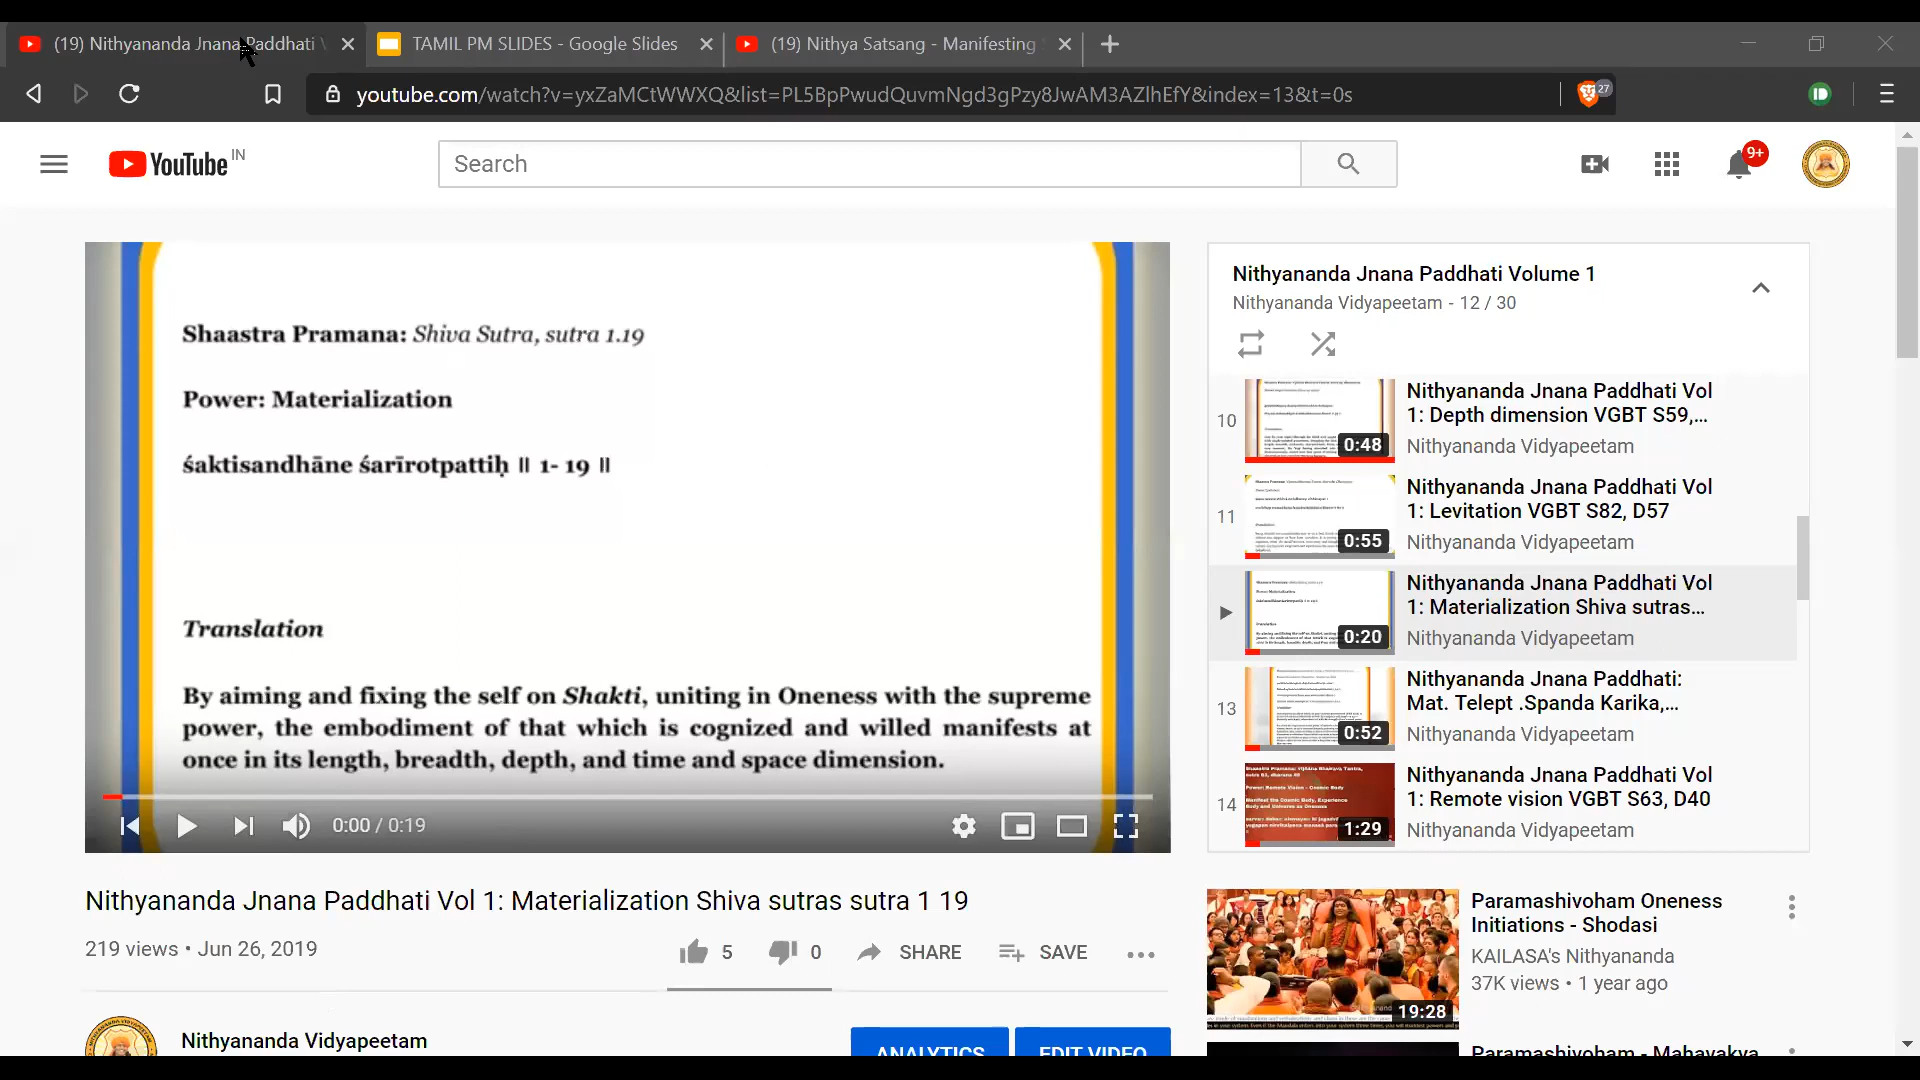 (19) Nithyananda Jnana Paddhati
TAMIL PM SLIDES - Google Slides
(19) Nithya Satsang - Manifesting
youtube.com/watch?v=yxZaMCtWWXQ&list=PL5BpPwudQuvmNgd3gPzy8JwAM3AZlhEfY&index=13&t=0s
27
YouTube IN
Search
9+
Shaastra Pramana: Shiva Sutra, sutra 1.19
Power: Materialization
śaktisandhāne śarīrotpattiḥ ॥ 1- 19 ॥
Translation
By aiming and fixing the self on Shakti, uniting in Oneness with the supreme
power, the embodiment of that which is cognized and willed manifests at
once in its length, breadth, depth, and time and space dimension.
0:00 / 0:19
Nithyananda Jnana Paddhati Vol 1: Materialization Shiva sutras sutra 1 19
219 views • Jun 26, 2019
5
0
SHARE
SAVE
Nithyananda Vidyapeetam
ANALYTICS
EDIT VIDEO
Nithyananda Jnana Paddhati Volume 1
Nithyananda Vidyapeetam - 12 / 30
10
0:48
Nithyananda Jnana Paddhati Vol
1: Depth dimension VGBT S59,...
Nithyananda Vidyapeetam
11
0:55
Nithyananda Jnana Paddhati Vol
1: Levitation VGBT S82, D57
Nithyananda Vidyapeetam
0:20
Nithyananda Jnana Paddhati Vol
1: Materialization Shiva sutras...
Nithyananda Vidyapeetam
13
0:52
Nithyananda Jnana Paddhati:
Mat. Telept .Spanda Karika,...
Nithyananda Vidyapeetam
14
1:29
Nithyananda Jnana Paddhati Vol
1: Remote vision VGBT S63, D40
Nithyananda Vidyapeetam
19:28
Paramashivoham Oneness
Initiations - Shodasi
KAILASA's Nithyananda
37K views • 1 year ago
Paramashivoham - Mahavakya